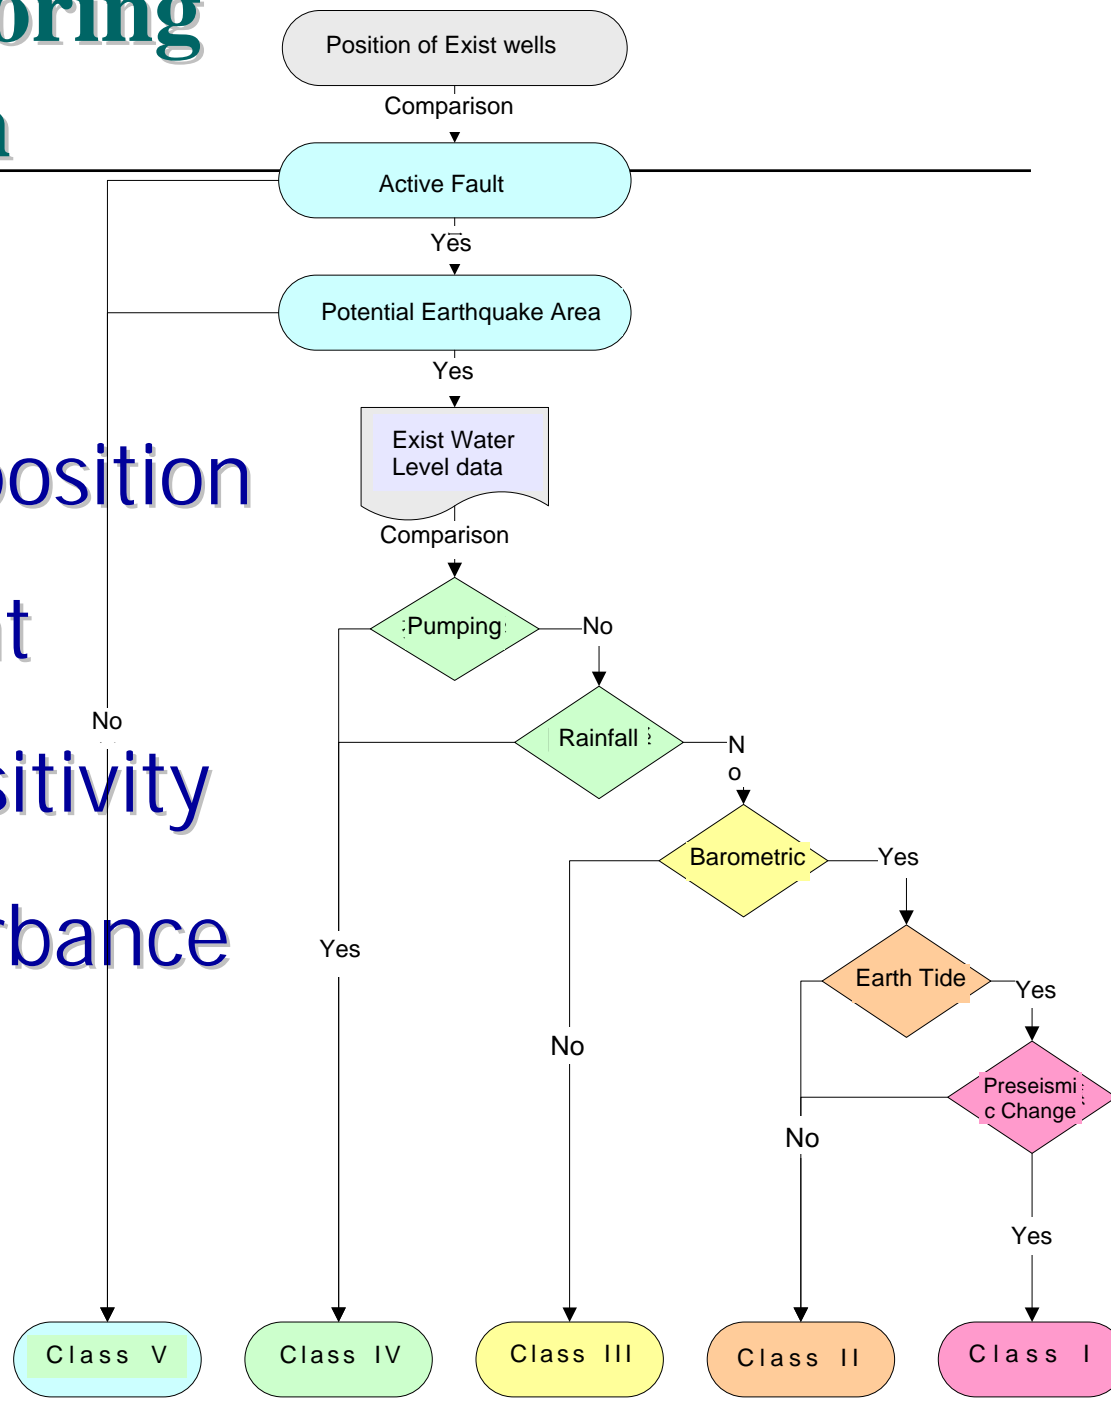 oring
Position of Exist wells
Comparison
Active Fault
Yes
Potential Earthquake Area
Yes
Exist Water
Level data
position
Comparison
Pumping
No
nt
Rainfall
N
o
No
sitivity
Barometric
Yes
rbance
Yes
Earth Tide
Yes
No
Preseismi
c Change
No
Yes
Class V
Class IV
Class III
Class II
Class I